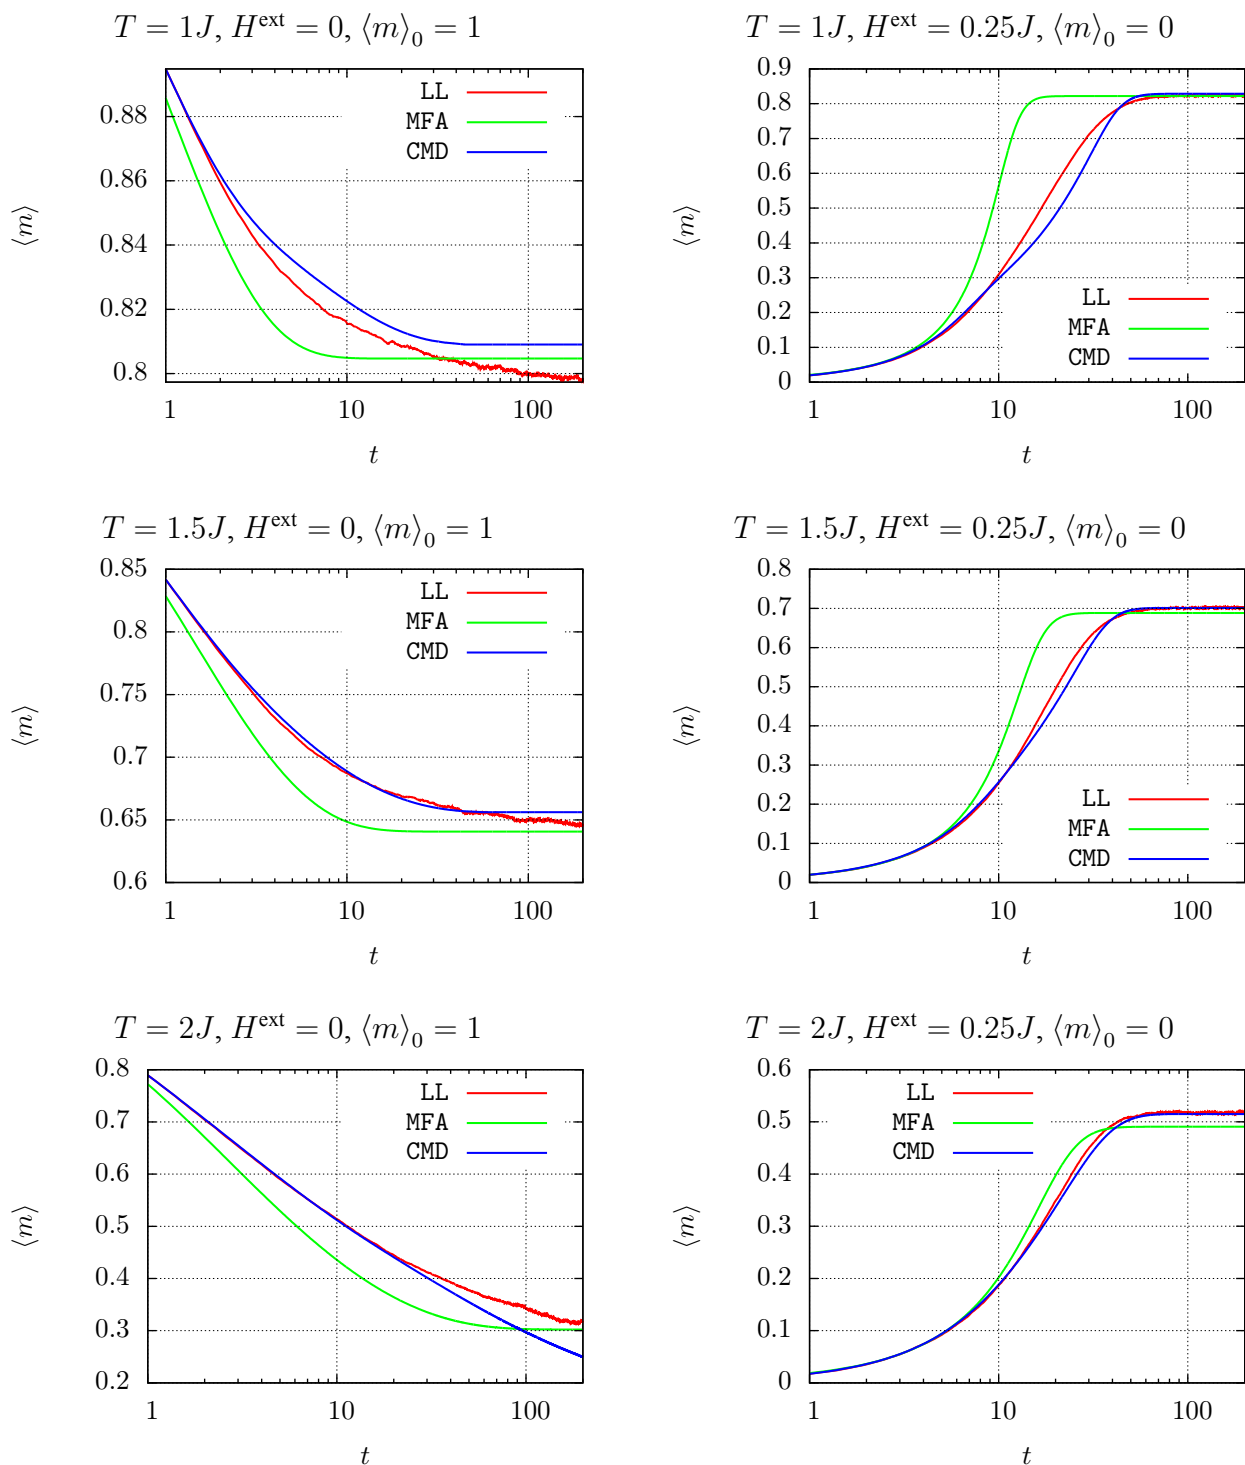 T = 1J, H^ext = 0, ⟨m⟩_0 = 1
0.88
0.86
0.84
0.82
0.8
⟨m⟩
LL
MFA
CMD
1 10 100
t
T = 1J, H^ext = 0.25J, ⟨m⟩_0 = 0
0.9
0.8
0.7
0.6
0.5
0.4
0.3
0.2
0.1
0
⟨m⟩
LL
MFA
CMD
1 10 100
t
T = 1.5J, H^ext = 0, ⟨m⟩_0 = 1
0.85
0.8
0.75
0.7
0.65
0.6
⟨m⟩
LL
MFA
CMD
1 10 100
t
T = 1.5J, H^ext = 0.25J, ⟨m⟩_0 = 0
0.8
0.7
0.6
0.5
0.4
0.3
0.2
0.1
0
⟨m⟩
LL
MFA
CMD
1 10 100
t
T = 2J, H^ext = 0, ⟨m⟩_0 = 1
0.8
0.7
0.6
0.5
0.4
0.3
0.2
⟨m⟩
LL
MFA
CMD
1 10 100
t
T = 2J, H^ext = 0.25J, ⟨m⟩_0 = 0
0.6
0.5
0.4
0.3
0.2
0.1
0
⟨m⟩
LL
MFA
CMD
1 10 100
t